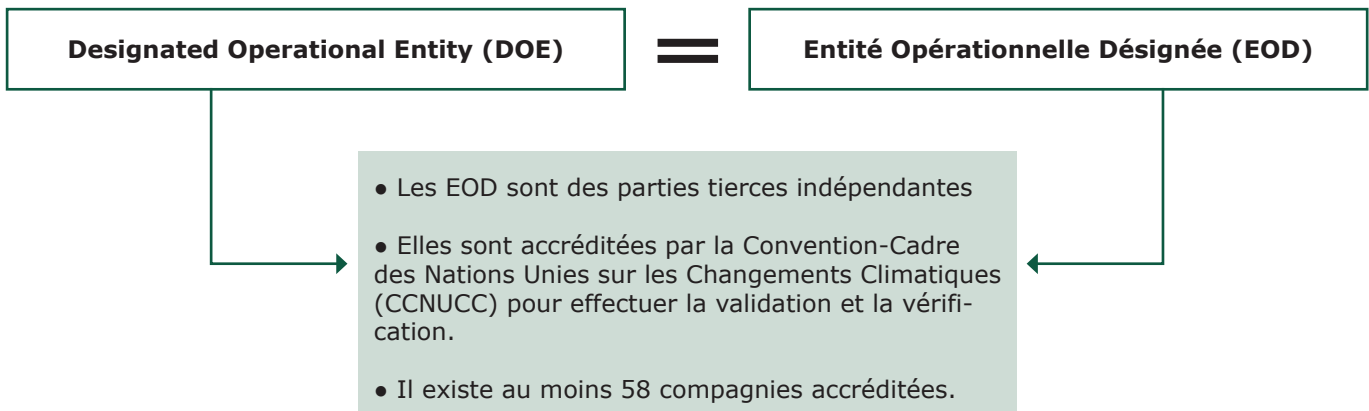 Designated Operational Entity (DOE)
=
Entité Opérationnelle Désignée (EOD)
● Les EOD sont des parties tierces indépendantes
● Elles sont accréditées par la Convention-Cadre
des Nations Unies sur les Changements Climatiques
(CCNUCC) pour effectuer la validation et la vérifi-
cation.
● Il existe au moins 58 compagnies accréditées.